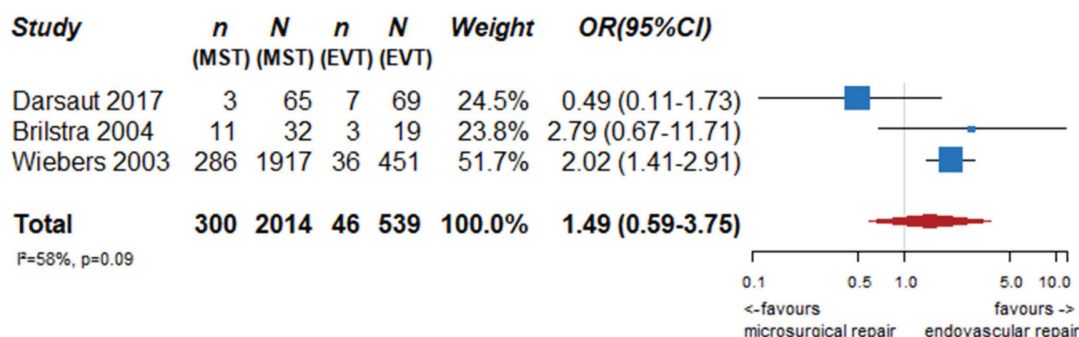 Study n N n N Weight OR(95%CI)
(MST) (MST) (EVT) (EVT)
Darsaut 2017 3 65 7 69 24.5% 0.49 (0.11-1.73)
Brilstra 2004 11 32 3 19 23.8% 2.79 (0.67-11.71)
Wiebers 2003 286 1917 36 451 51.7% 2.02 (1.41-2.91)
Total 300 2014 46 539 100.0% 1.49 (0.59-3.75)
I²=58%, p=0.09
0.1 0.5 1.0 5.0 10.0
<-favours favours ->
microsurgical repair endovascular repair